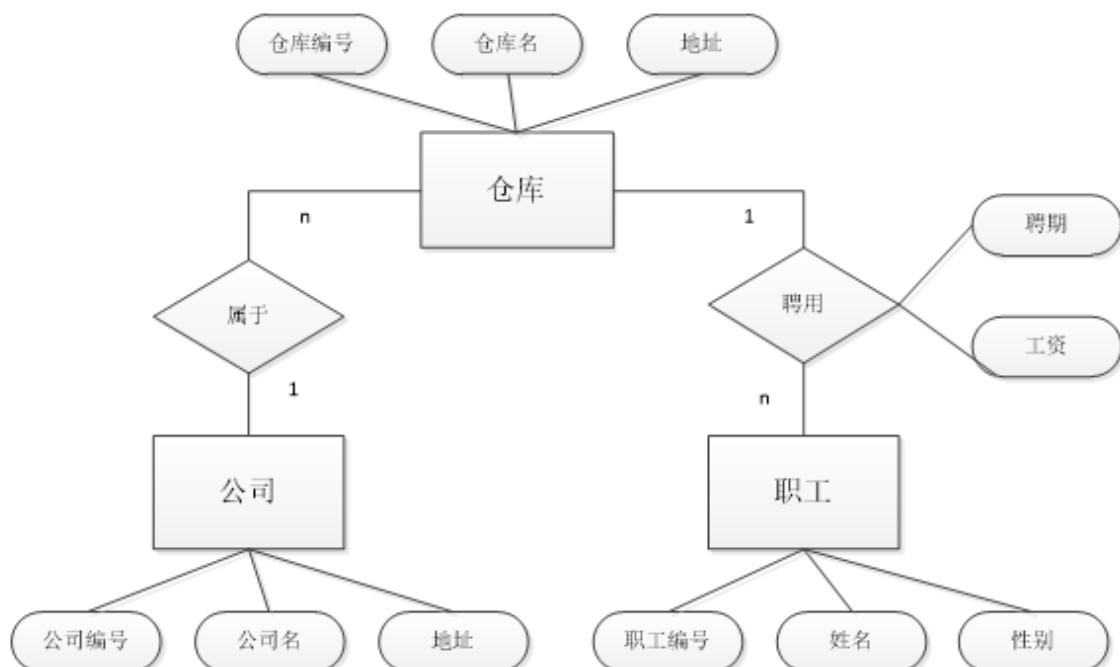 仓库编号
仓库名
地址
仓库
n
1
聘期
属于
聘用
工资
1
n
公司
职工
公司编号
公司名
地址
职工编号
姓名
性别